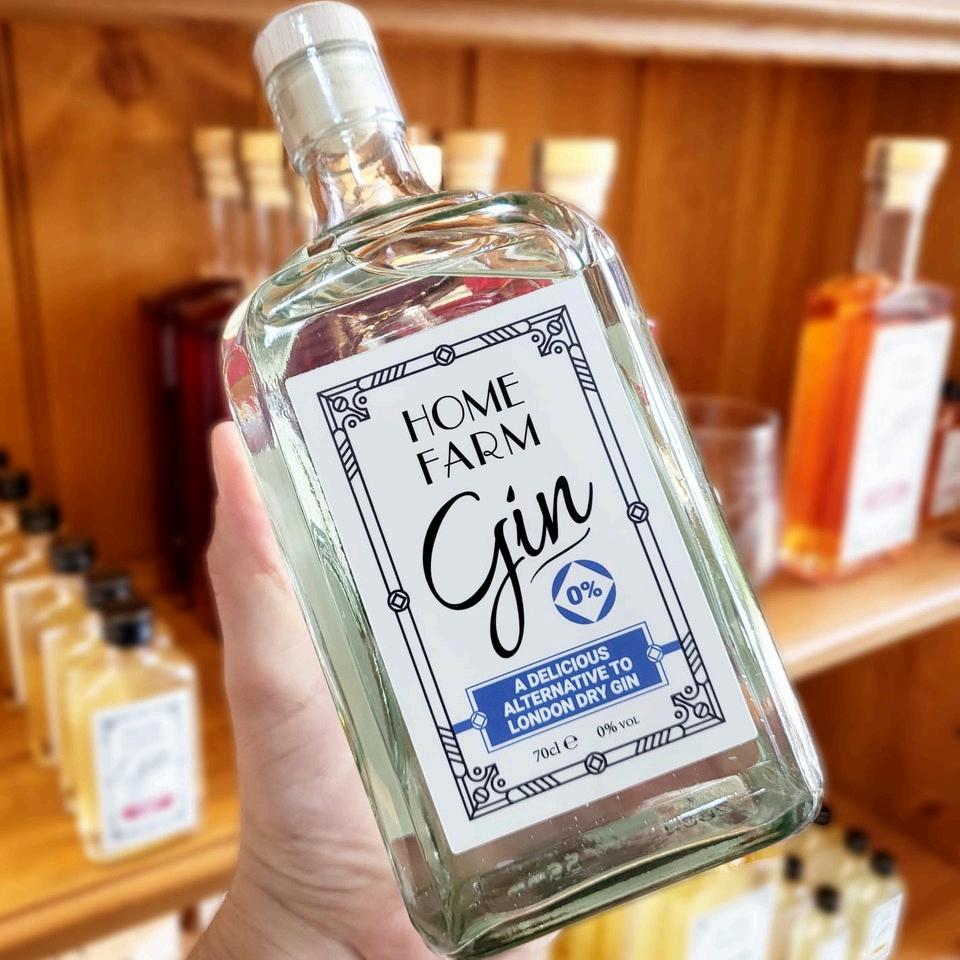 HOME
FARM
Gin
0%
A DELICIOUS
ALTERNATIVE TO
LONDON DRY GIN
70cl ℮ 0% VOL